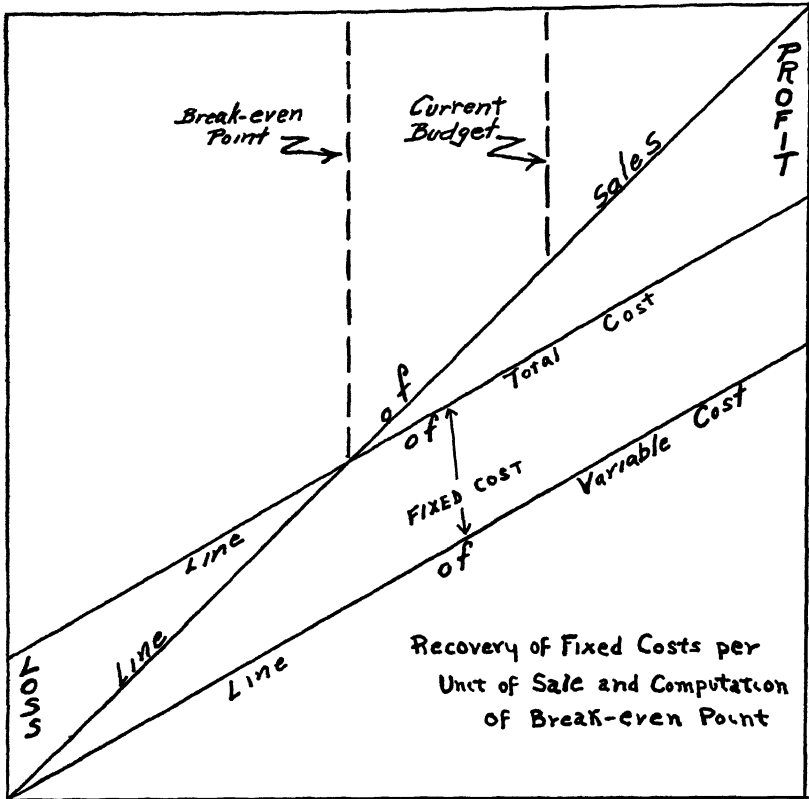 Break-even
Point
Current
Budget
PROFIT
Line of Sales
Line of Total Cost
FIXED COST
Line of Variable Cost
LOSS
Recovery of Fixed Costs per
Unit of Sale and Computation
of Break-even Point